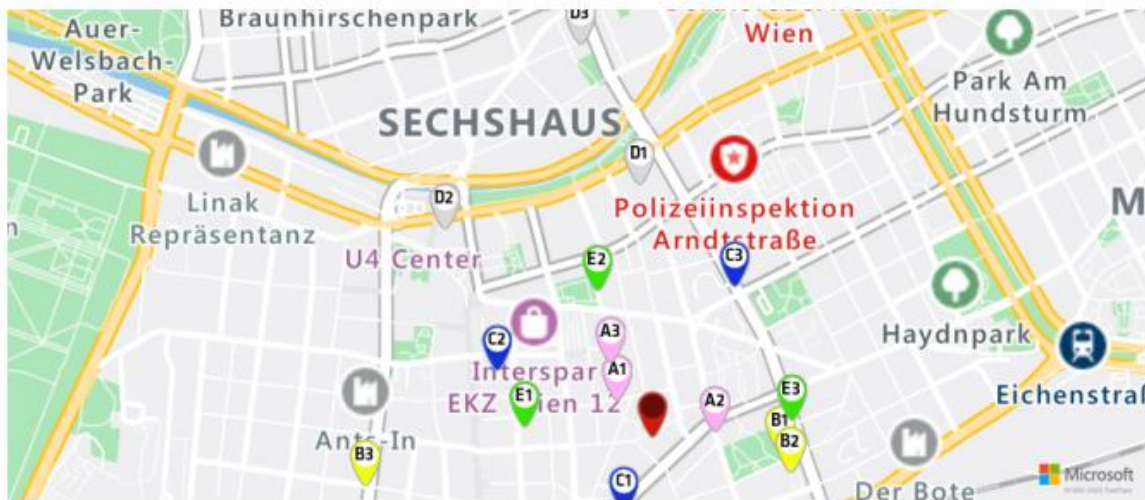 Braunhirschenpark
D3
Wien
Auer-
Welsbach-
Park
Park Am
Hundsturm
SECHSHAUS
D1
D2
Linak
Repräsentanz
Polizeiinspektion
Arndtstraße
M
n
U4 Center
E2
C3
Haydnpark
A3
C2
Interspar
EKZ Wien 12
A1
E1
A2
E3
Eichenstraß
B1
B2
Ants-In
B3
C1
Der Bote
Microsoft